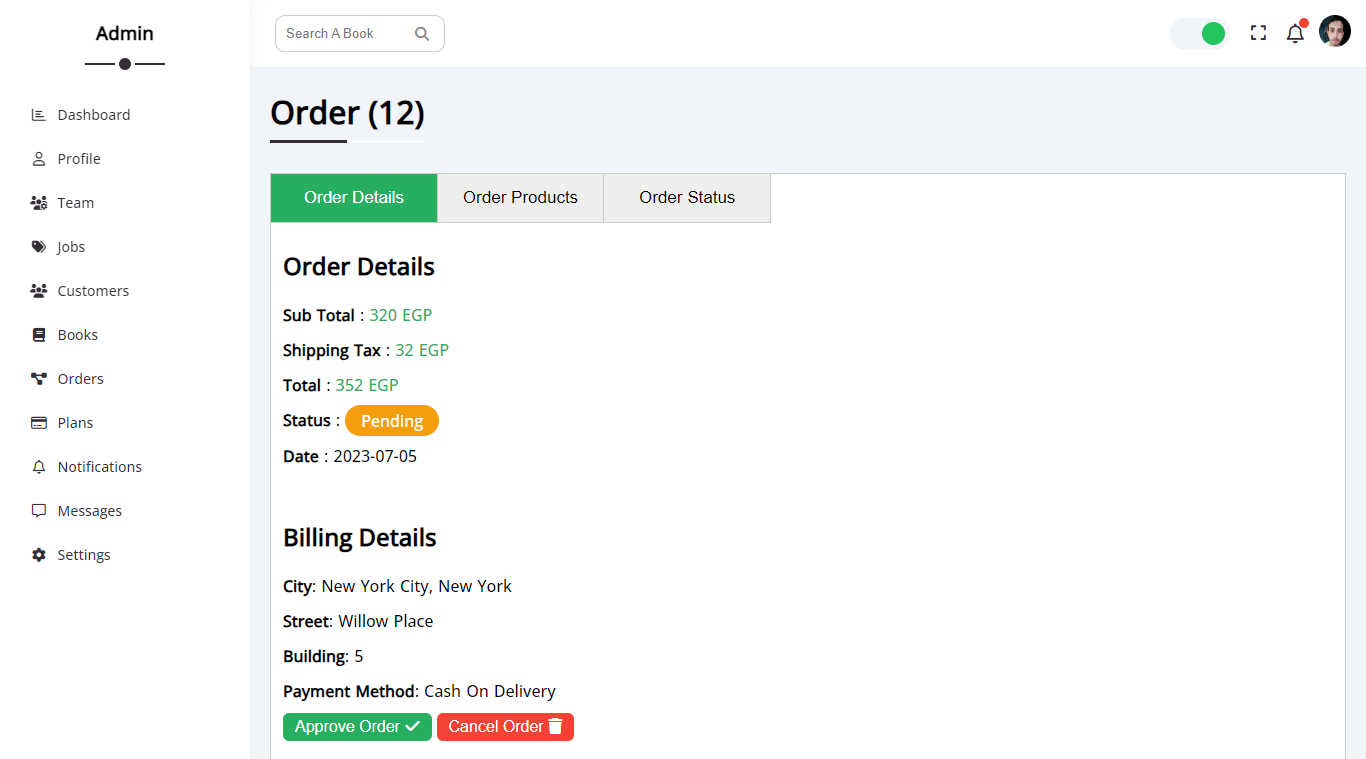 Admin
Search A Book
Dashboard
Profile
Team
Jobs
Customers
Books
Orders
Plans
Notifications
Messages
Settings
Order (12)
Order Details Order Products Order Status
Order Details
Sub Total : 320 EGP
Shipping Tax : 32 EGP
Total : 352 EGP
Status : Pending
Date : 2023-07-05
Billing Details
City: New York City, New York
Street: Willow Place
Building: 5
Payment Method: Cash On Delivery
Approve Order Cancel Order